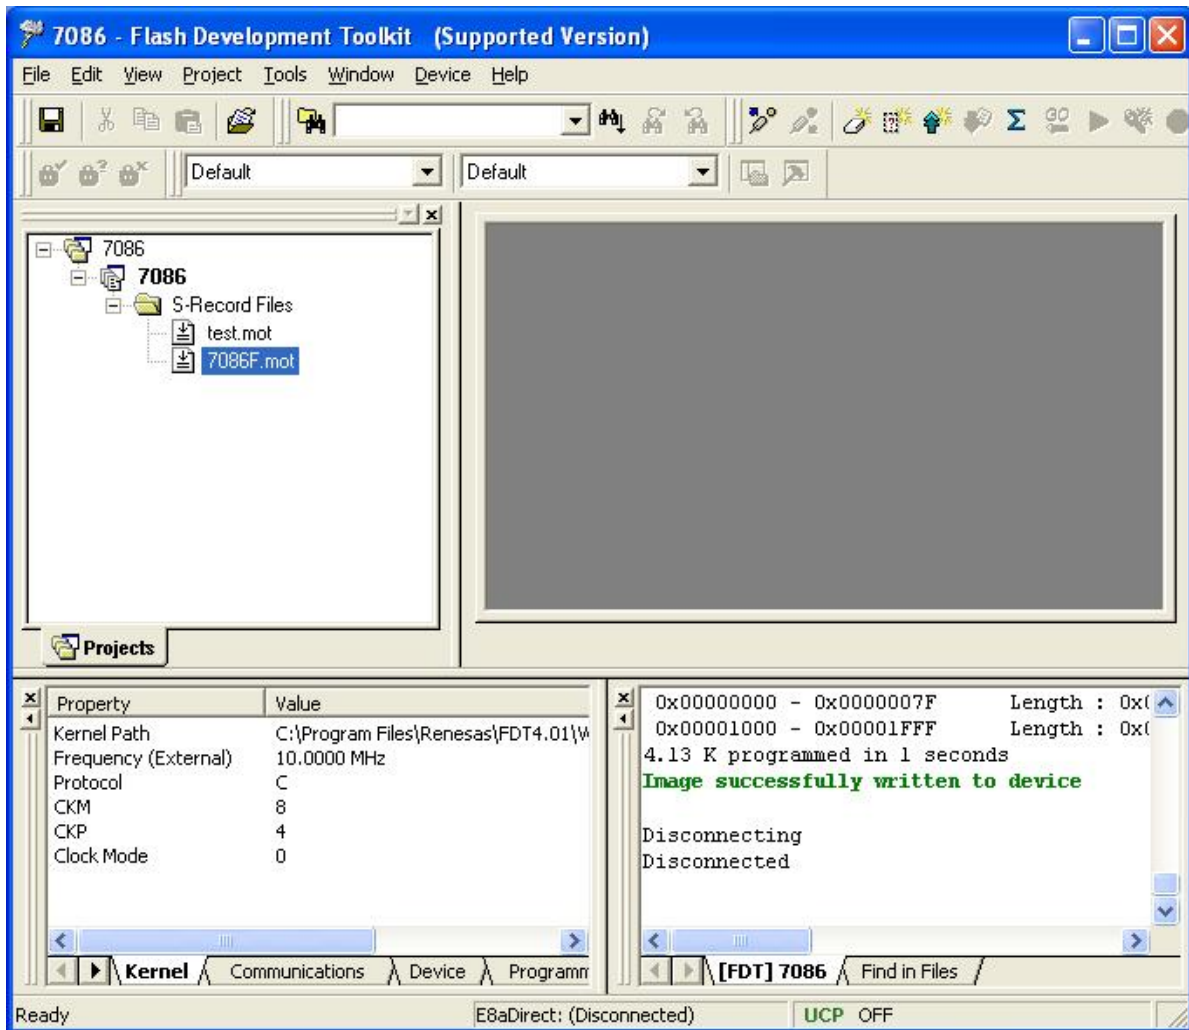 7086 - Flash Development Toolkit (Supported Version)
File Edit View Project Tools Window Device Help
GO
Default Default
7086
7086
S-Record Files
test.mot
7086F.mot
Projects
Property Value
Kernel Path C:\Program Files\Renesas\FDT4.01\
Frequency (External) 10.0000 MHz
Protocol C
CKM 8
CKP 4
Clock Mode 0
Kernel Communications Device Programm
0x00000000 - 0x0000007F Length : 0x
0x00001000 - 0x00001FFF Length : 0x
4.13 K programmed in 1 seconds
Image successfully written to device
Disconnecting
Disconnected
[FDT] 7086 Find in Files
Ready E8aDirect: (Disconnected) UCP OFF